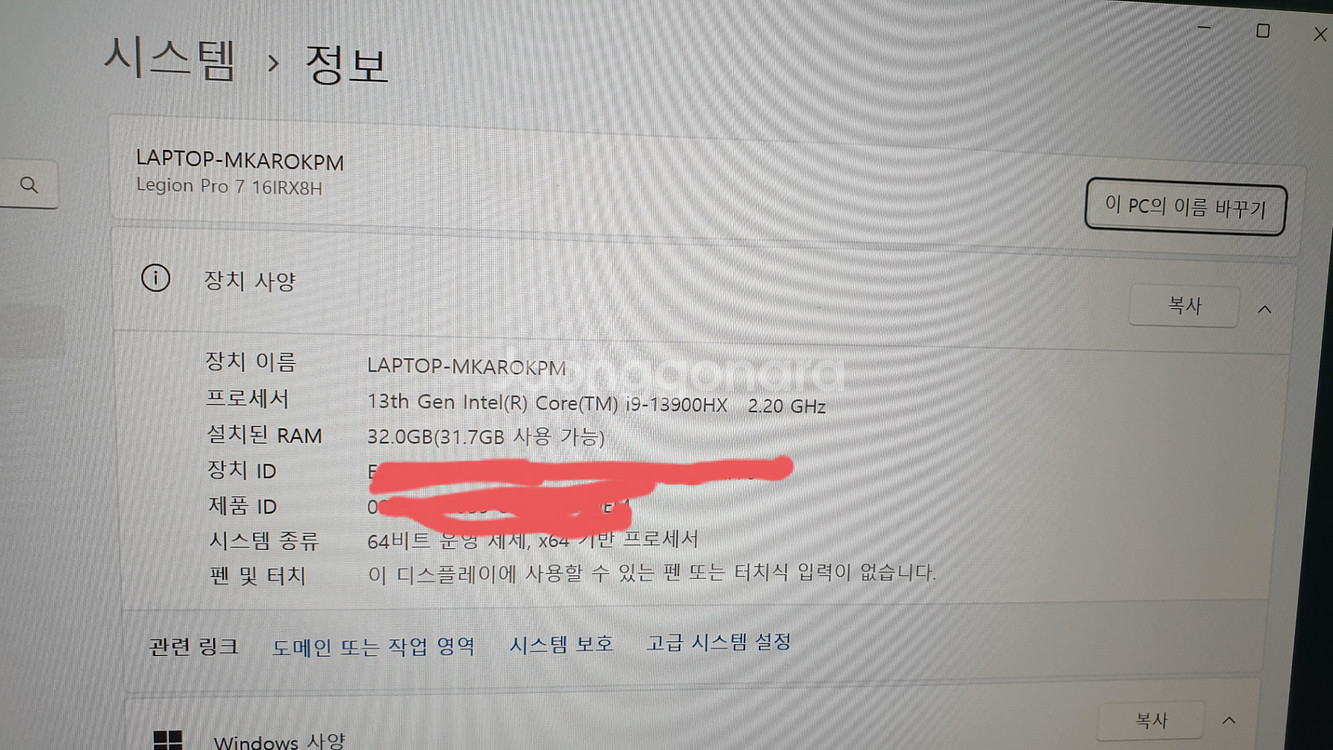 시스템 > 정보
LAPTOP-MKAROKPM
Legion Pro 7 16IRX8H
이 PC의 이름 바꾸기
장치 사양
복사
장치 이름 LAPTOP-MKAROKPM
프로세서 13th Gen Intel(R) Core(TM) i9-13900HX 2.20 GHz
설치된 RAM 32.0GB(31.7GB 사용 가능)
장치 ID
제품 ID
시스템 종류 64비트 운영 체제, x64 기반 프로세서
펜 및 터치 이 디스플레이에 사용할 수 있는 펜 또는 터치식 입력이 없습니다.
관련 링크 도메인 또는 작업 영역 시스템 보호 고급 시스템 설정
Windows 사양
복사
Joongagonara